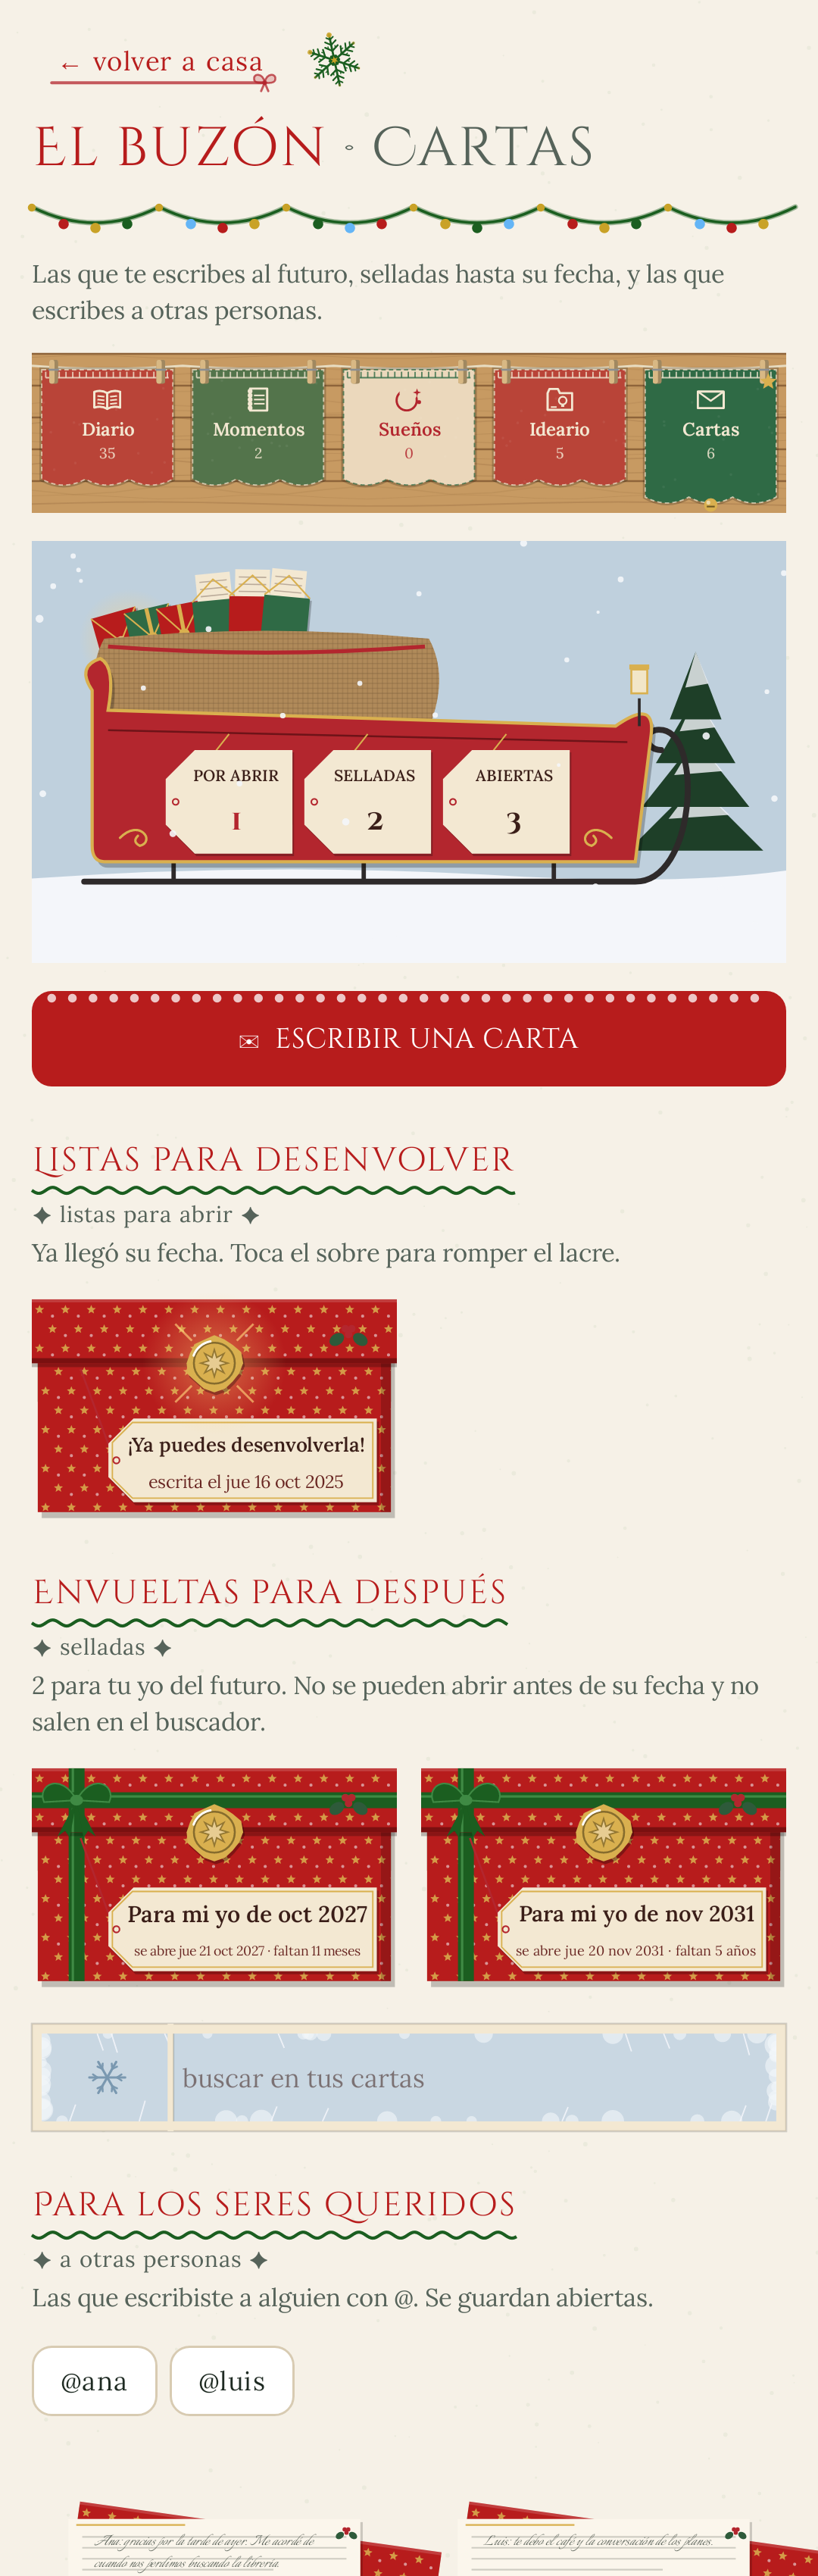 ← volver a casa
EL BUZÓN · CARTAS
Las que te escribes al futuro, selladas hasta su fecha, y las que
escribes a otras personas.
Diario
35
Momentos
2
Sueños
0
Ideario
5
Cartas
6
POR ABRIR
1
SELLADAS
2
ABIERTAS
3
✉ ESCRIBIR UNA CARTA
LISTAS PARA DESENVOLVER
✦ listas para abrir ✦
Ya llegó su fecha. Toca el sobre para romper el lacre.
¡Ya puedes desenvolverla!
escrita el jue 16 oct 2025
ENVUELTAS PARA DESPUÉS
✦ selladas ✦
2 para tu yo del futuro. No se pueden abrir antes de su fecha y no
salen en el buscador.
Para mi yo de oct 2027
se abre jue 21 oct 2027 · faltan 11 meses
Para mi yo de nov 2031
se abre jue 20 nov 2031 · faltan 5 años
buscar en tus cartas
PARA LOS SERES QUERIDOS
✦ a otras personas ✦
Las que escribiste a alguien con @. Se guardan abiertas.
@ana
@luis
Ana: gracias por la tarde de ayer. Me acordé de
cuando nos perdimos buscando la librería.
Luis: te debo el café y la conversación de los planes.